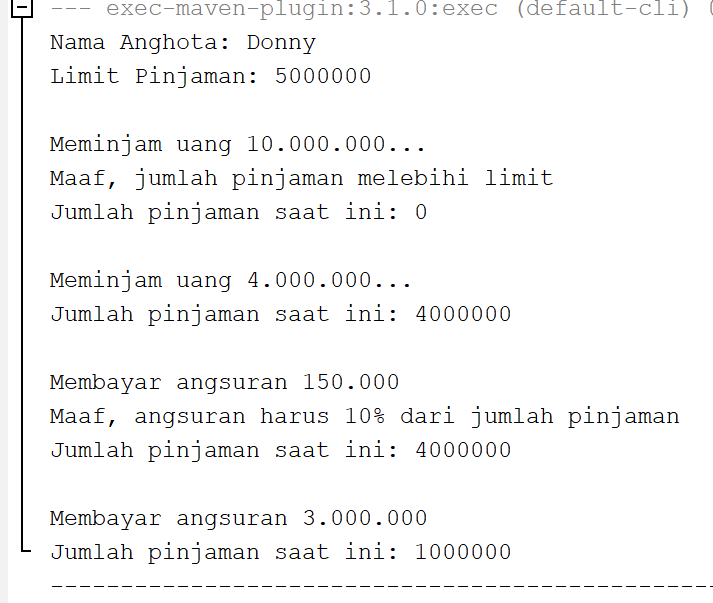 --- exec-maven-plugin:3.1.0:exec (default-cli)
Nama Anghota: Donny
Limit Pinjaman: 5000000
Meminjam uang 10.000.000...
Maaf, jumlah pinjaman melebihi limit
Jumlah pinjaman saat ini: 0
Meminjam uang 4.000.000...
Jumlah pinjaman saat ini: 4000000
Membayar angsuran 150.000
Maaf, angsuran harus 10% dari jumlah pinjaman
Jumlah pinjaman saat ini: 4000000
Membayar angsuran 3.000.000
Jumlah pinjaman saat ini: 1000000
------------------------------------------------